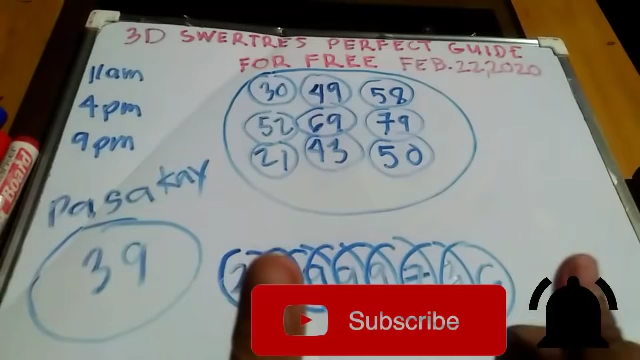 3D SWERTRES PERFECT GUIDE
FOR FREE FEB.22,2020
11am
4pm
9pm
30 49 58
52 69 79
21 43 50
Pasakay
39
Subscribe